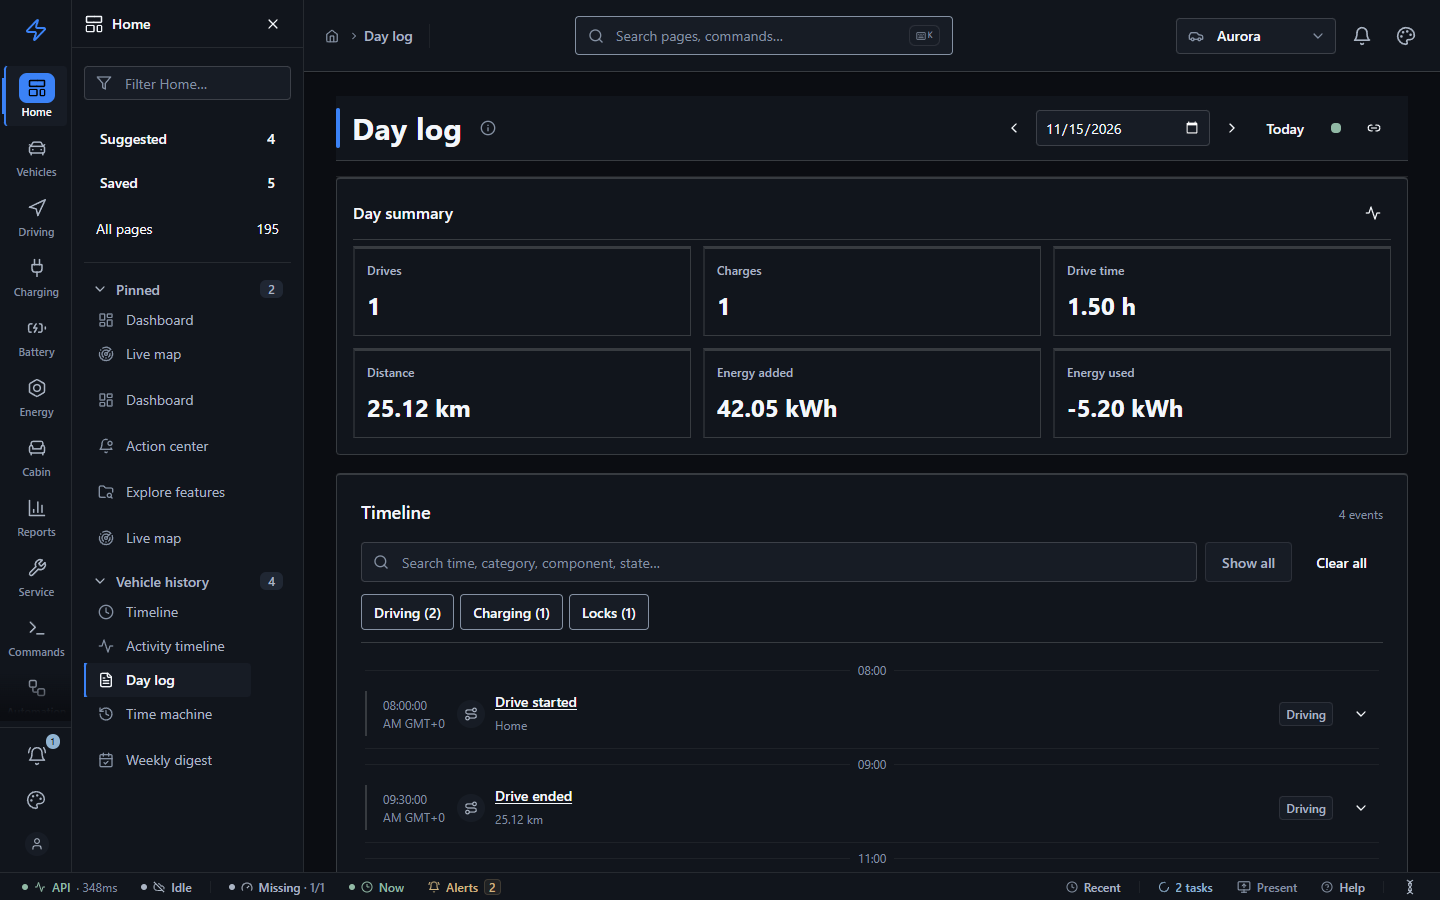 Home
Filter Home...
Suggested 4
Saved 5
All pages 195
Pinned 2
Dashboard
Live map
Dashboard
Action center
Explore features
Live map
Vehicle history 4
Timeline
Activity timeline
Day log
Time machine
Weekly digest
Home
Vehicles
Driving
Charging
Battery
Energy
Cabin
Reports
Service
Commands
1
Day log
Search pages, commands...
K
Aurora
Day log
11/15/2026
Today
Day summary
Drives
1
Charges
1
Drive time
1.50 h
Distance
25.12 km
Energy added
42.05 kWh
Energy used
-5.20 kWh
Timeline
4 events
Search time, category, component, state...
Show all
Clear all
Driving (2)
Charging (1)
Locks (1)
08:00
08:00:00
AM GMT+0
Drive started
Home
Driving
09:00
09:30:00
AM GMT+0
Drive ended
25.12 km
Driving
11:00
API · 348ms
Idle
Missing · 1/1
Now
Alerts 2
Recent
2 tasks
Present
Help